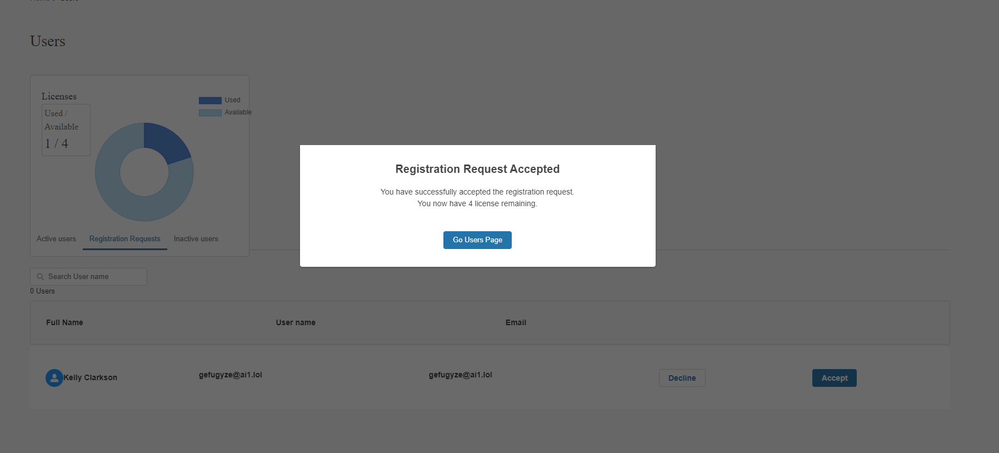 Users
Licenses
Used /
Available
1 / 4
Used
Available
Registration Request Accepted
You have successfully accepted the registration request.
You now have 4 license remaining.
Go Users Page
Active users
Registration Requests
Inactive users
Search User name
0 Users
Full Name
User name
Email
Kelly Clarkson
gefugyze@ai1.lol
gefugyze@ai1.lol
Decline
Accept